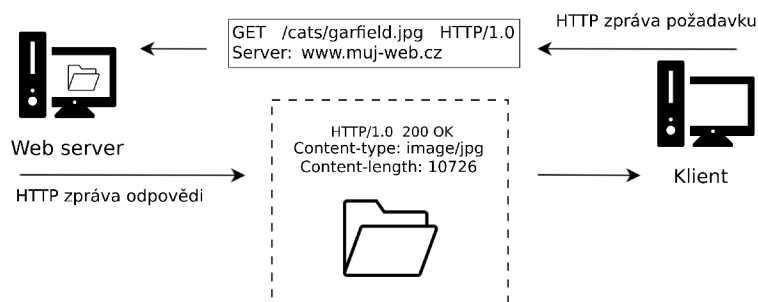 HTTP zpráva požadavku
GET /cats/garfield.jpg HTTP/1.0
Server: www.muj-web.cz
Web server
HTTP/1.0 200 OK
Content-type: image/jpg
Content-length: 10726
Klient
HTTP zpráva odpovědi